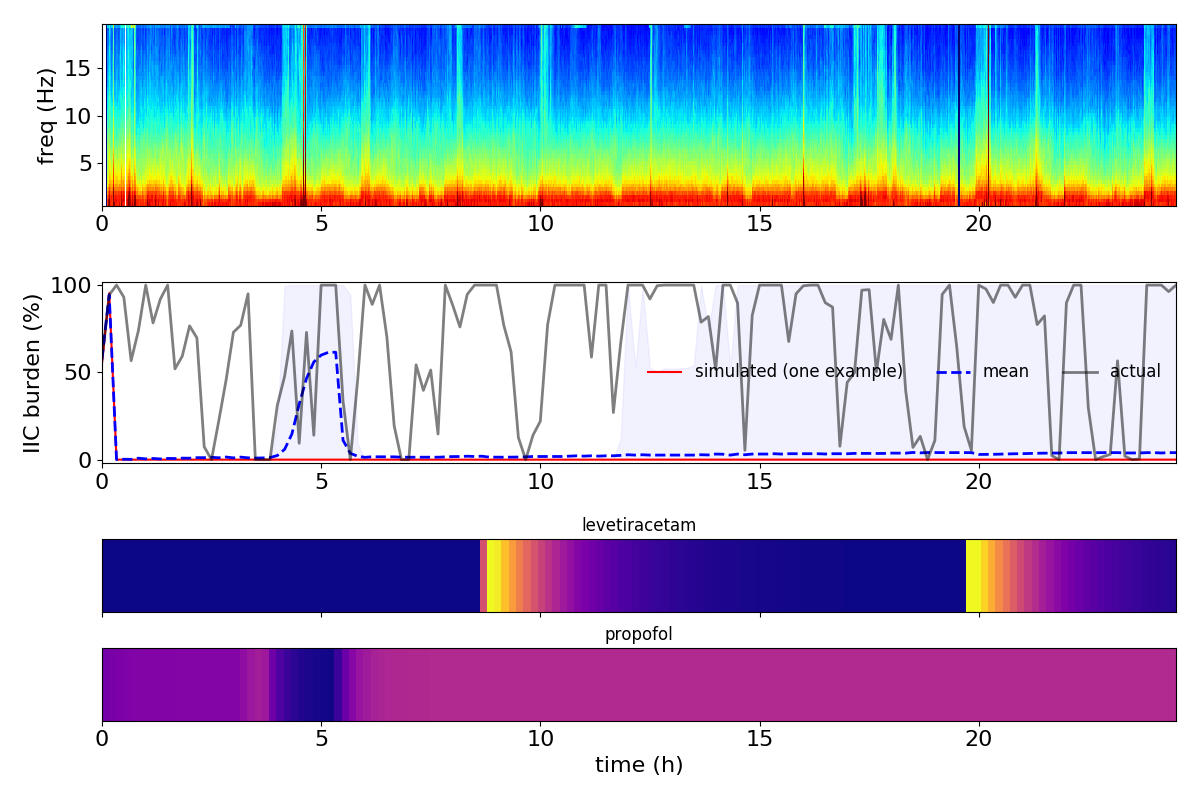 15
10
5
freq (Hz)
0 5 10 15 20
100
50
0
IIC burden (%)
simulated (one example) mean actual
0 5 10 15 20
levetiracetam
propofol
0 5 10 15 20
time (h)